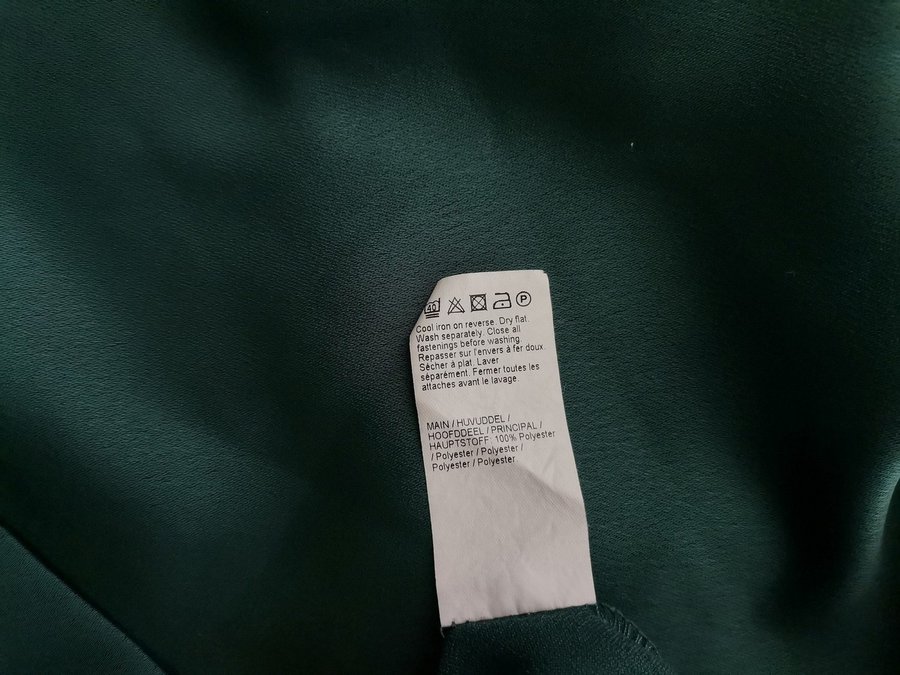 40 P
Cool iron on reverse. Dry flat.
Wash separately. Close all
fastenings before washing.
Repasser sur l'envers à fer doux.
Sécher à plat. Laver
séparément. Fermer toutes les
attaches avant le lavage.
MAIN / HUVUDDEL /
HOOFDDEEL / PRINCIPAL /
HAUPTSTOFF 100% Polyester
/ Polyester / Polyester /
Polyester / Polyester